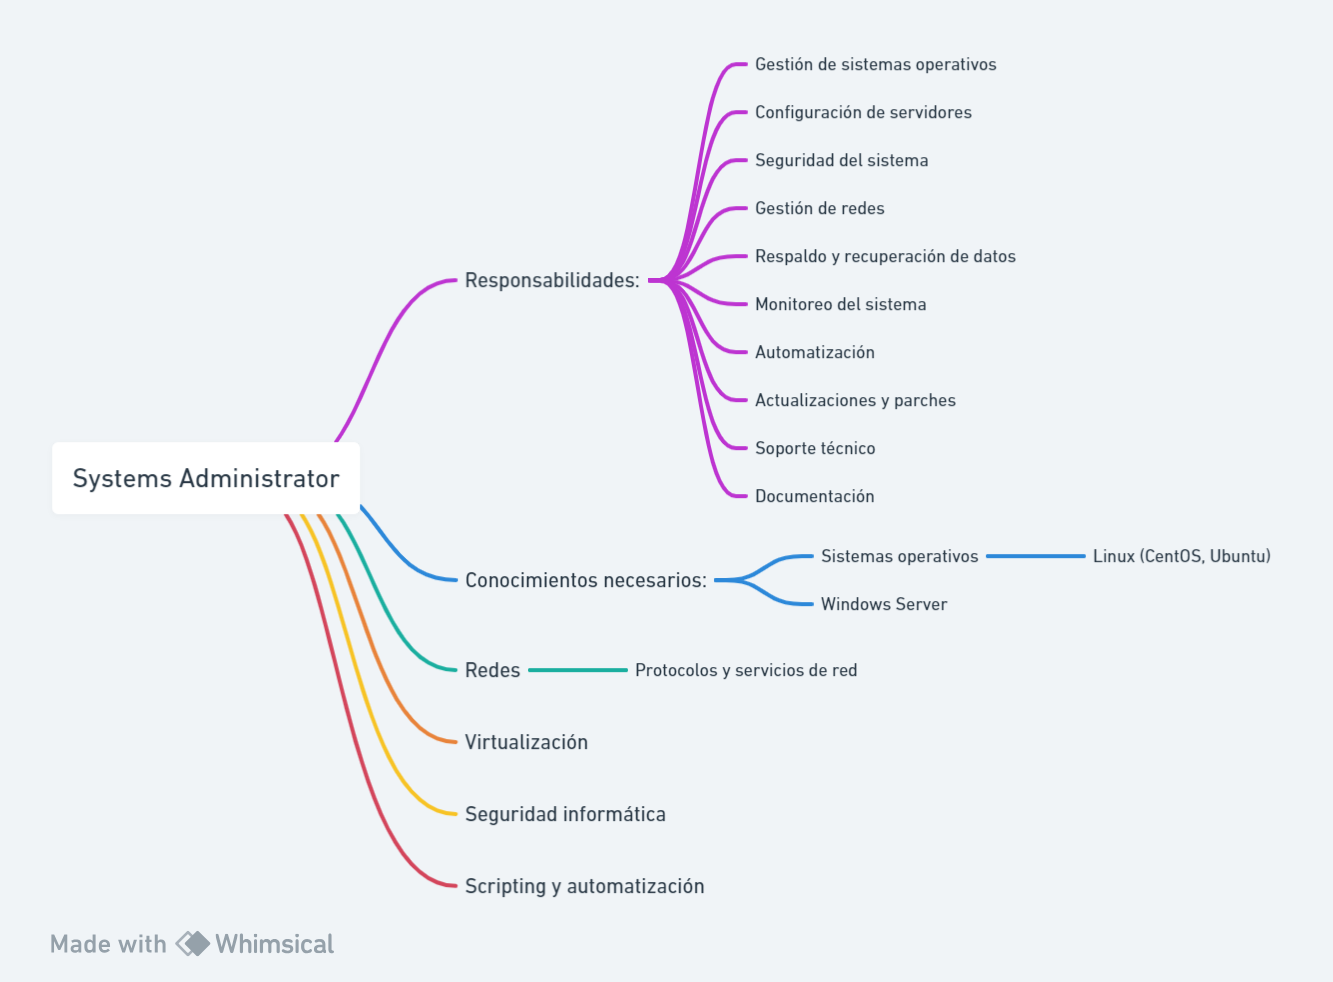 Gestión de sistemas operativos
Configuración de servidores
Seguridad del sistema
Gestión de redes
Respaldo y recuperación de datos
Responsabilidades:
Monitoreo del sistema
Automatización
Actualizaciones y parches
Soporte técnico
Documentación
Systems Administrator
Conocimientos necesarios:
Sistemas operativos
Linux (CentOS, Ubuntu)
Windows Server
Redes
Protocolos y servicios de red
Virtualización
Seguridad informática
Scripting y automatización
Made with Whimsical